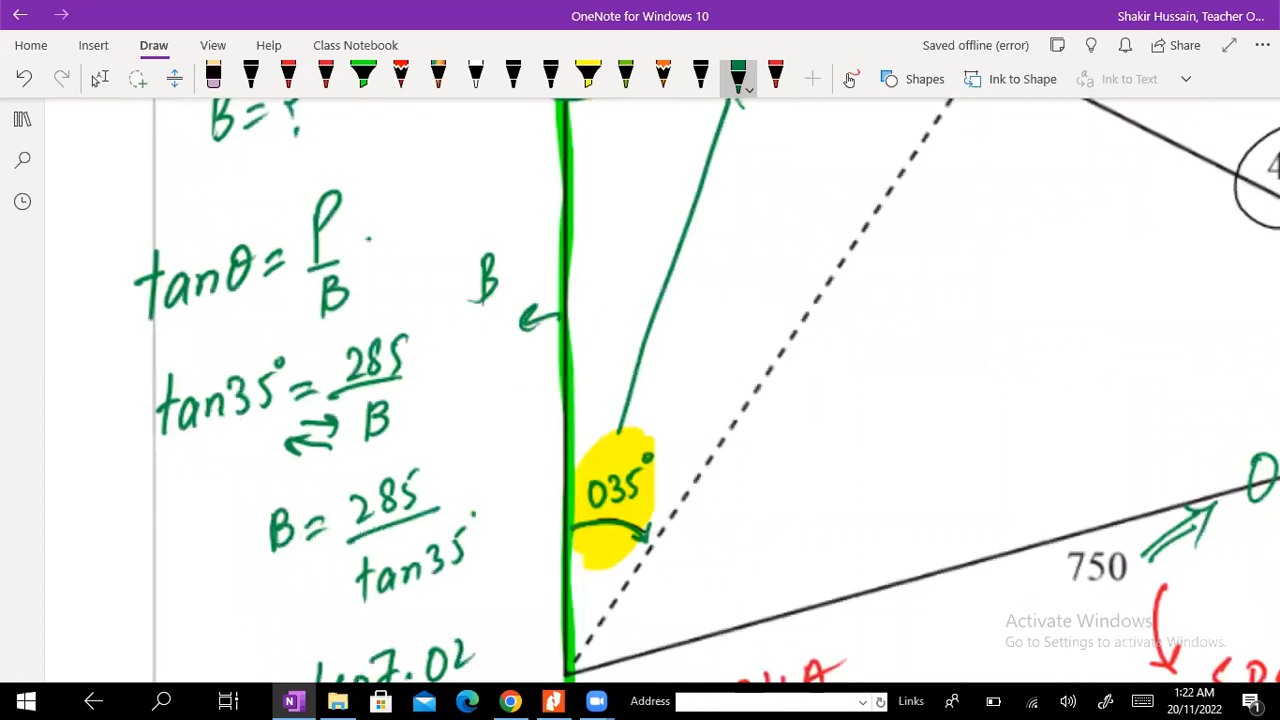 OneNote for Windows 10
Shakir Hussain, Teacher O...
Home Insert Draw View Help Class Notebook
Saved offline (error) Share
Shapes Ink to Shape Ink to Text
B = ?
tanθ = P/B
B
tan35° = 285/B
035°
B = 285/tan35
750
Activate Windows
Go to Settings to activate Windows.
7.02
Address Links
1:22 AM
20/11/2022